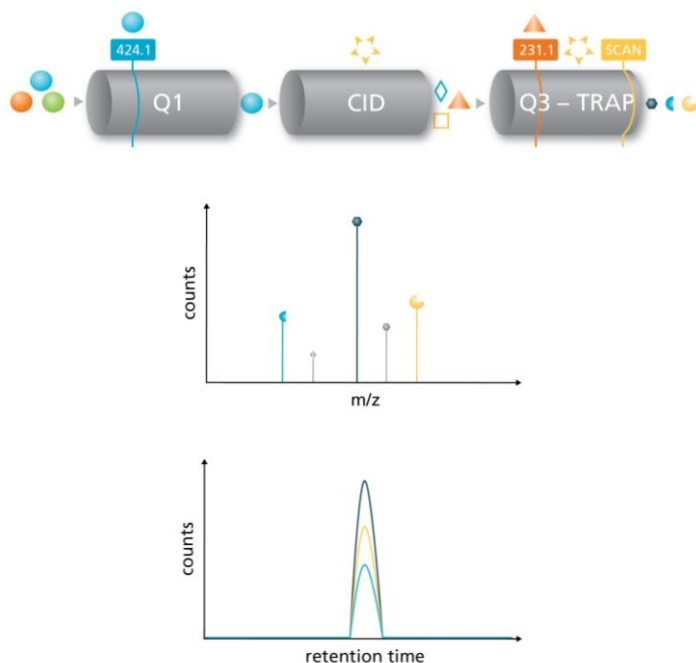 424.1
231.1
SCAN
Q1
CID
Q3 – TRAP
counts
m/z
counts
retention time